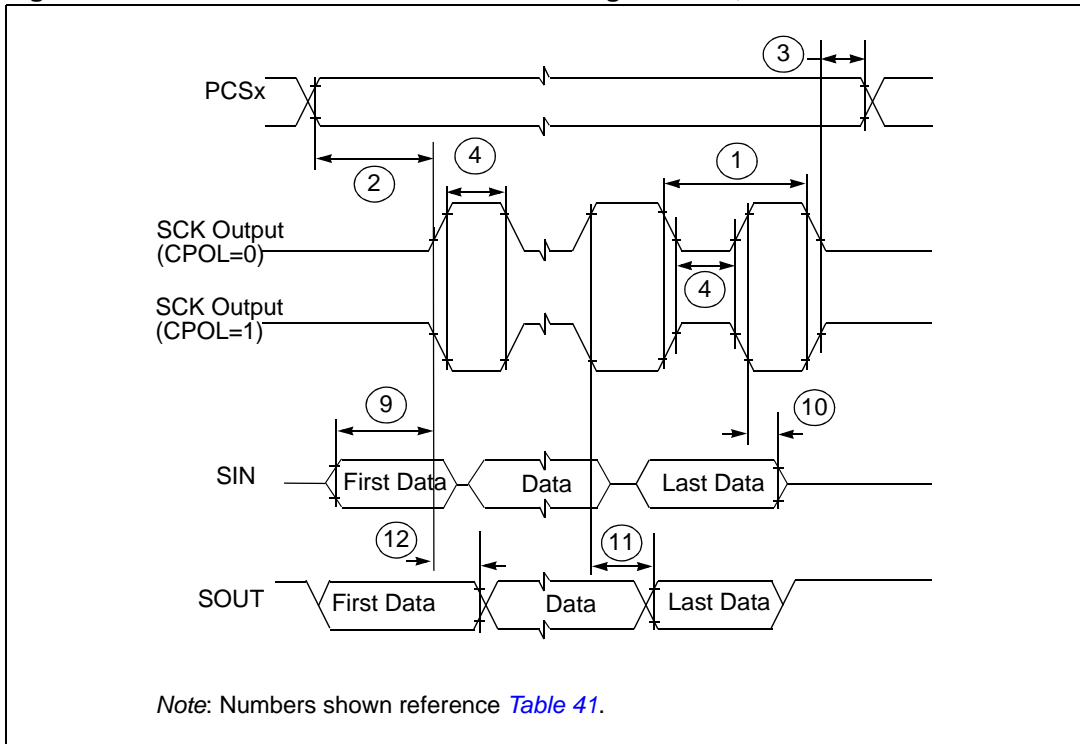 3
PCSx
2
4
1
SCK Output
(CPOL=0)
4
SCK Output
(CPOL=1)
9
10
SIN
First Data
Data
Last Data
12
11
SOUT
First Data
Data
Last Data
Note: Numbers shown reference Table 41.